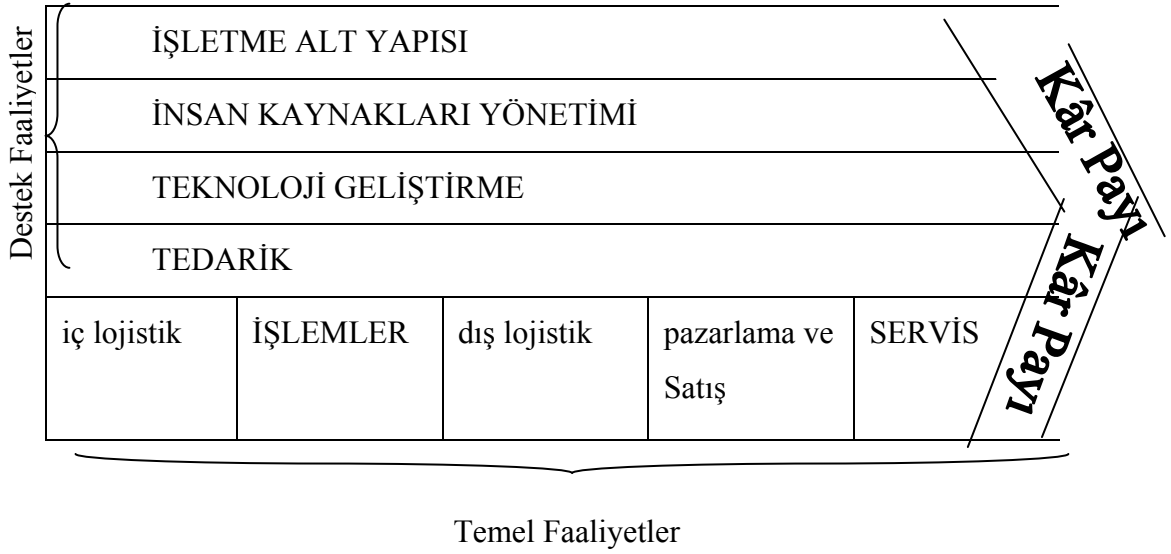 Destek Faaliyetler
İŞLETME ALT YAPISI
İNSAN KAYNAKLARI YÖNETİMİ
TEKNOLOJİ GELİŞTİRME
TEDARİK
Kâr Payı
Kâr Payı
iç lojistik
İŞLEMLER
dış lojistik
pazarlama ve
Satış
SERVİS
Temel Faaliyetler